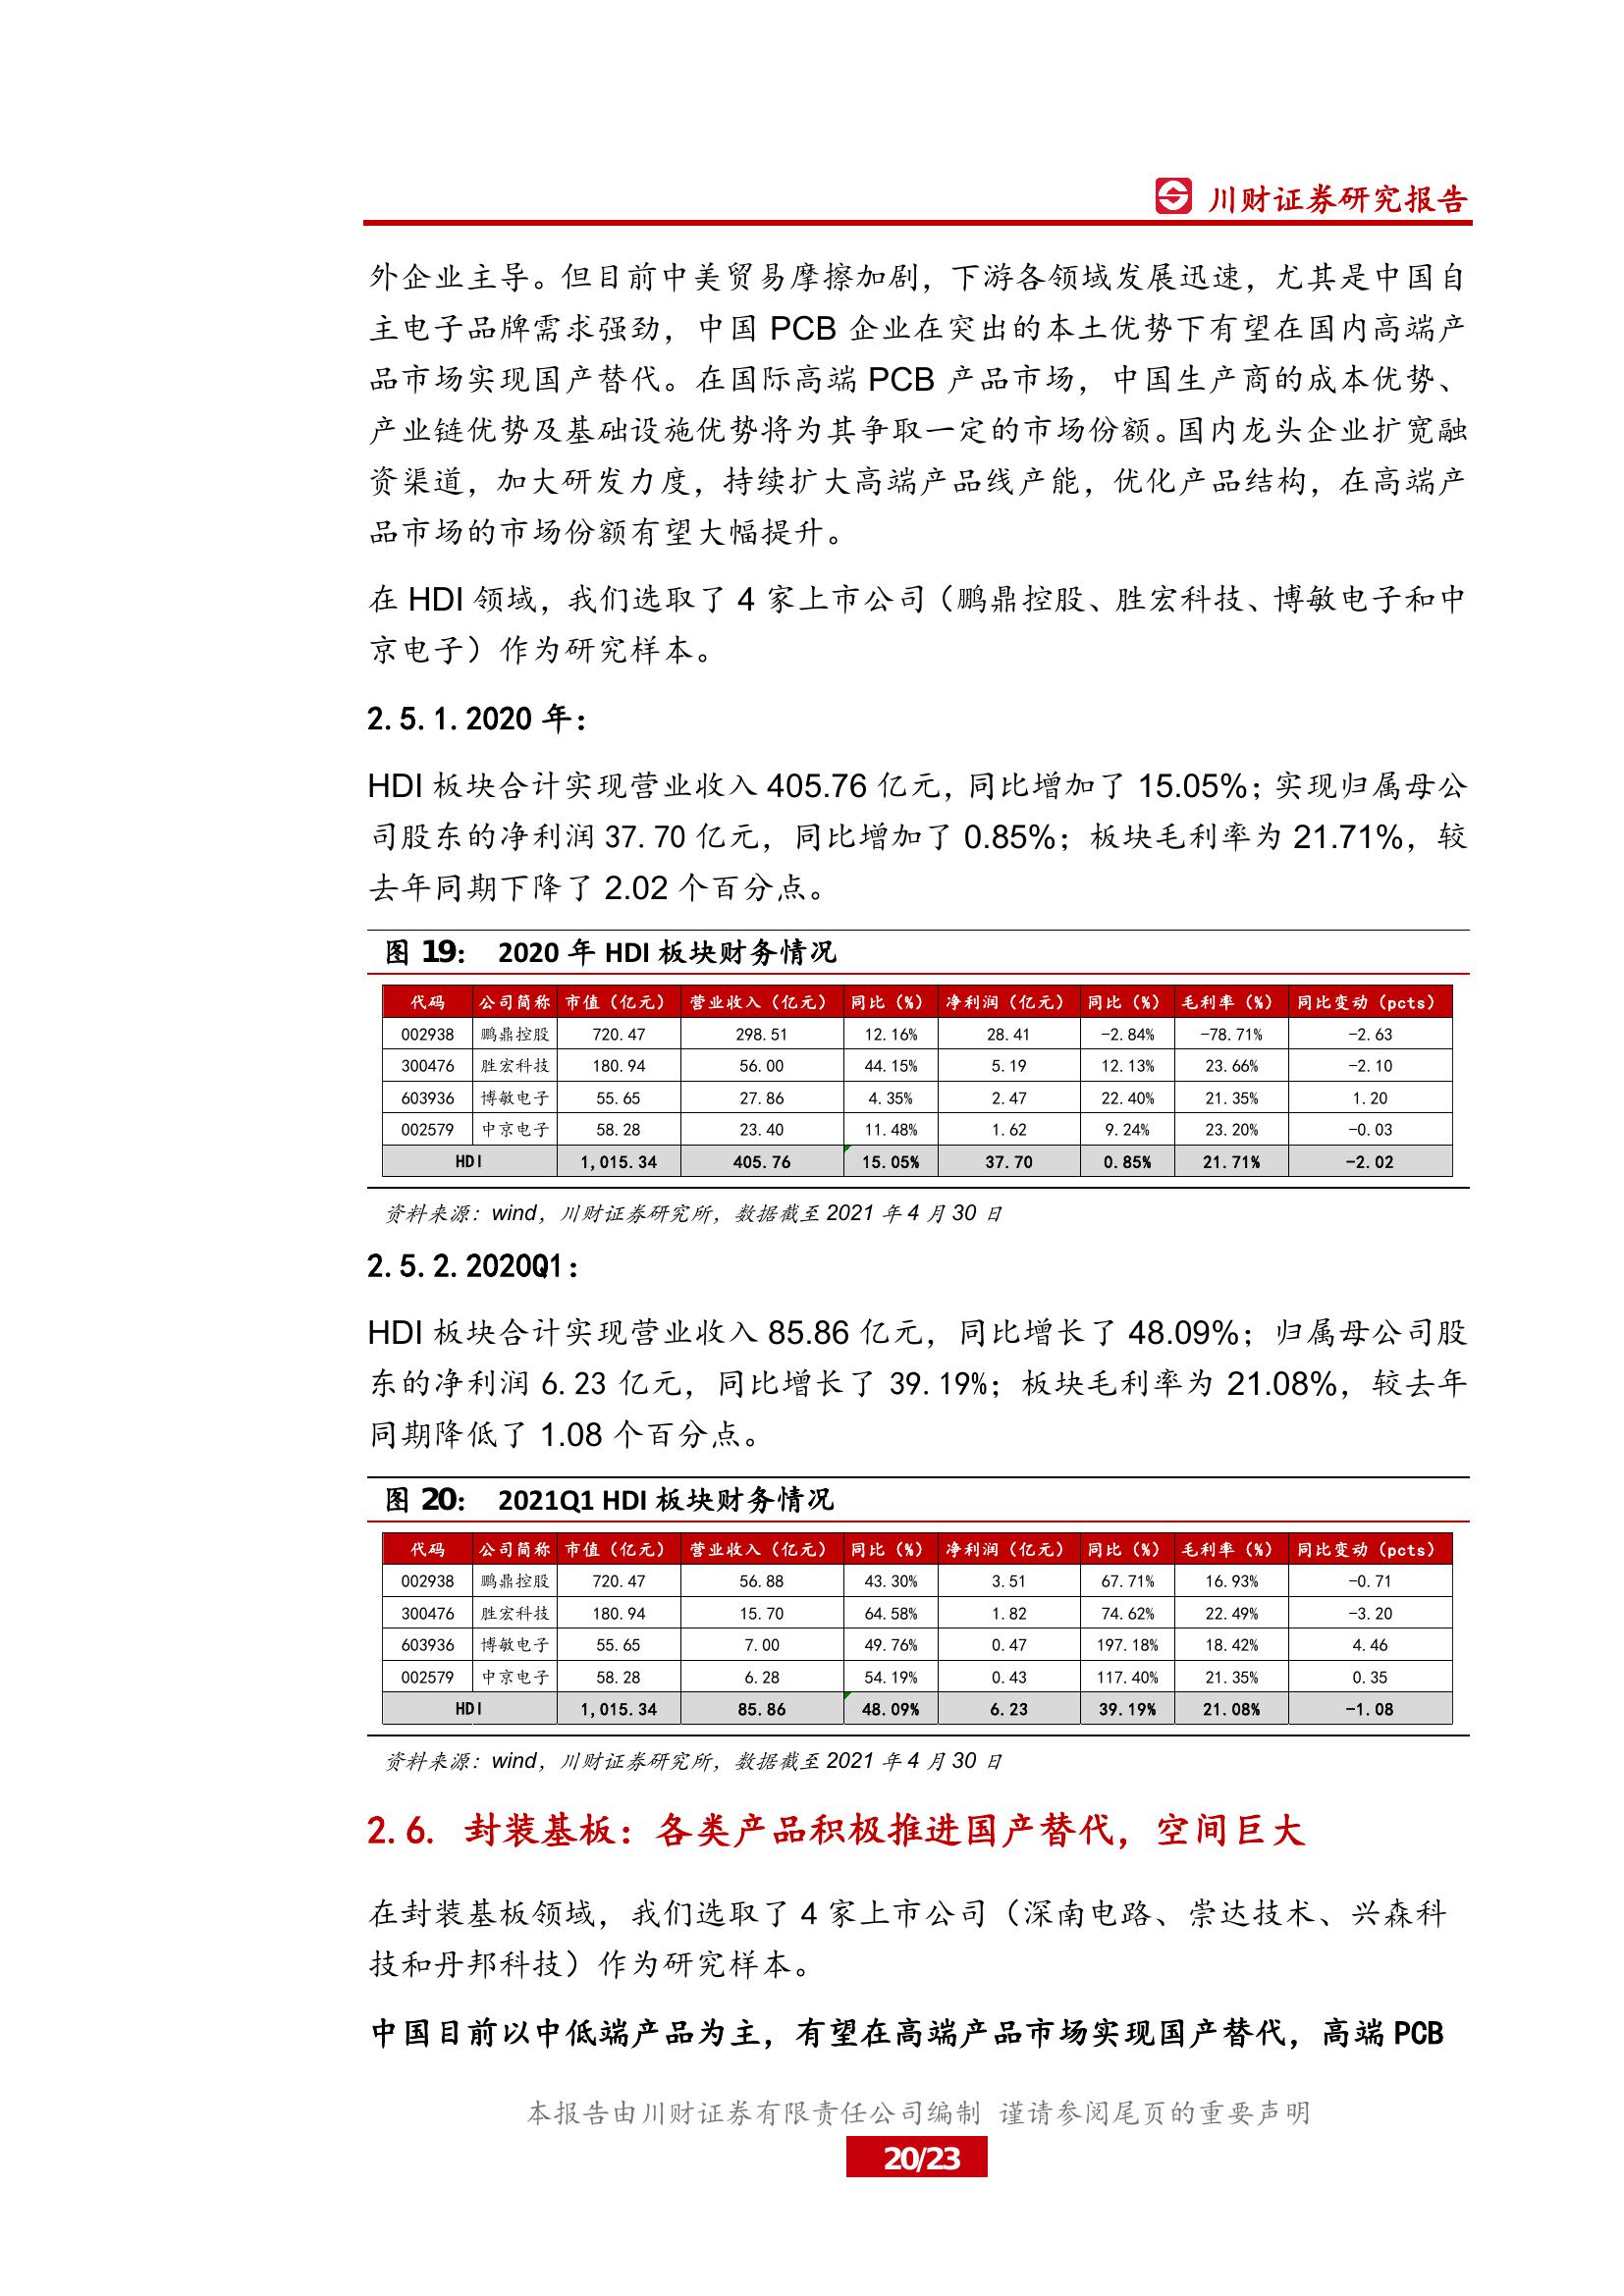 川财证券研究报告
外企业主导。但目前中美贸易摩擦加剧，下游各领域发展迅速，尤其是中国自
主电子品牌需求强劲，中国 PCB 企业在突出的本土优势下有望在国内高端产
品市场实现国产替代。在国际高端 PCB 产品市场，中国生产商的成本优势、
产业链优势及基础设施优势将为其争取一定的市场份额。国内龙头企业扩宽融
资渠道，加大研发力度，持续扩大高端产品线产能，优化产品结构，在高端产
品市场的市场份额有望大幅提升。
在 HDI 领域，我们选取了 4 家上市公司（鹏鼎控股、胜宏科技、博敏电子和中
京电子）作为研究样本。
2.5.1.2020 年：
HDI 板块合计实现营业收入 405.76 亿元，同比增加了 15.05%；实现归属母公
司股东的净利润 37.70 亿元，同比增加了 0.85%；板块毛利率为 21.71%，较
去年同期下降了 2.02 个百分点。
图 19： 2020 年 HDI 板块财务情况
代码 公司简称 市值（亿元） 营业收入（亿元） 同比（%） 净利润（亿元） 同比（%） 毛利率（%） 同比变动（pcts）
002938 鹏鼎控股 720.47 298.51 12.16% 28.41 -2.84% -78.71% -2.63
300476 胜宏科技 180.94 56.00 44.15% 5.19 12.13% 23.66% -2.10
603936 博敏电子 55.65 27.86 4.35% 2.47 22.40% 21.35% 1.20
002579 中京电子 58.28 23.40 11.48% 1.62 9.24% 23.20% -0.03
HDI 1,015.34 405.76 15.05% 37.70 0.85% 21.71% -2.02
资料来源：wind，川财证券研究所，数据截至 2021 年 4 月 30 日
2.5.2.2020Q1：
HDI 板块合计实现营业收入 85.86 亿元，同比增长了 48.09%；归属母公司股
东的净利润 6.23 亿元，同比增长了 39.19%；板块毛利率为 21.08%，较去年
同期降低了 1.08 个百分点。
图 20： 2021Q1 HDI 板块财务情况
代码 公司简称 市值（亿元） 营业收入（亿元） 同比（%） 净利润（亿元） 同比（%） 毛利率（%） 同比变动（pcts）
002938 鹏鼎控股 720.47 56.88 43.30% 3.51 67.71% 16.93% -0.71
300476 胜宏科技 180.94 15.70 64.58% 1.82 74.62% 22.49% -3.20
603936 博敏电子 55.65 7.00 49.76% 0.47 197.18% 18.42% 4.46
002579 中京电子 58.28 6.28 54.19% 0.43 117.40% 21.35% 0.35
HDI 1,015.34 85.86 48.09% 6.23 39.19% 21.08% -1.08
资料来源：wind，川财证券研究所，数据截至 2021 年 4 月 30 日
2.6. 封装基板：各类产品积极推进国产替代，空间巨大
在封装基板领域，我们选取了 4 家上市公司（深南电路、崇达技术、兴森科
技和丹邦科技）作为研究样本。
中国目前以中低端产品为主，有望在高端产品市场实现国产替代，高端 PCB
本报告由川财证券有限责任公司编制 谨请参阅尾页的重要声明
20/23